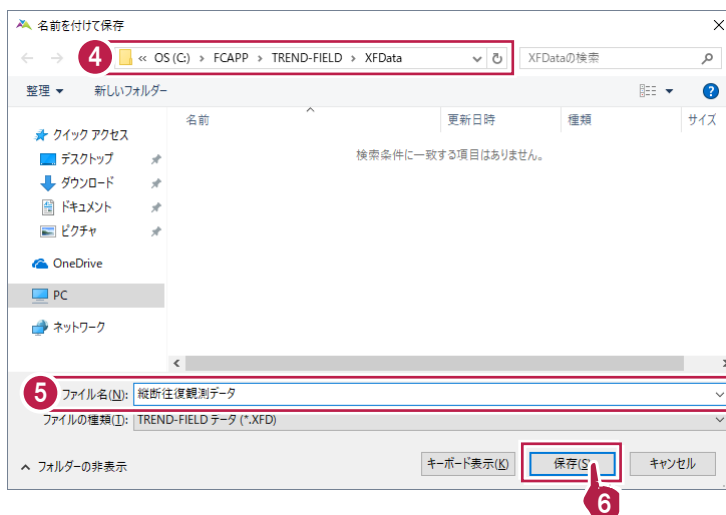 名前を付けて保存
4
« OS (C:) › FCAPP › TREND-FIELD › XFData
XFDataの検索
整理 新しいフォルダー
名前 更新日時 種類 サイズ
検索条件に一致する項目はありません。
クイック アクセス
デスクトップ
ダウンロード
ドキュメント
ピクチャ
OneDrive
PC
ネットワーク
5
ファイル名(N): 縦断往復観測データ
ファイルの種類(T): TREND-FIELD データ (*.XFD)
フォルダーの非表示
キーボード表示(K) 保存(S) キャンセル
6